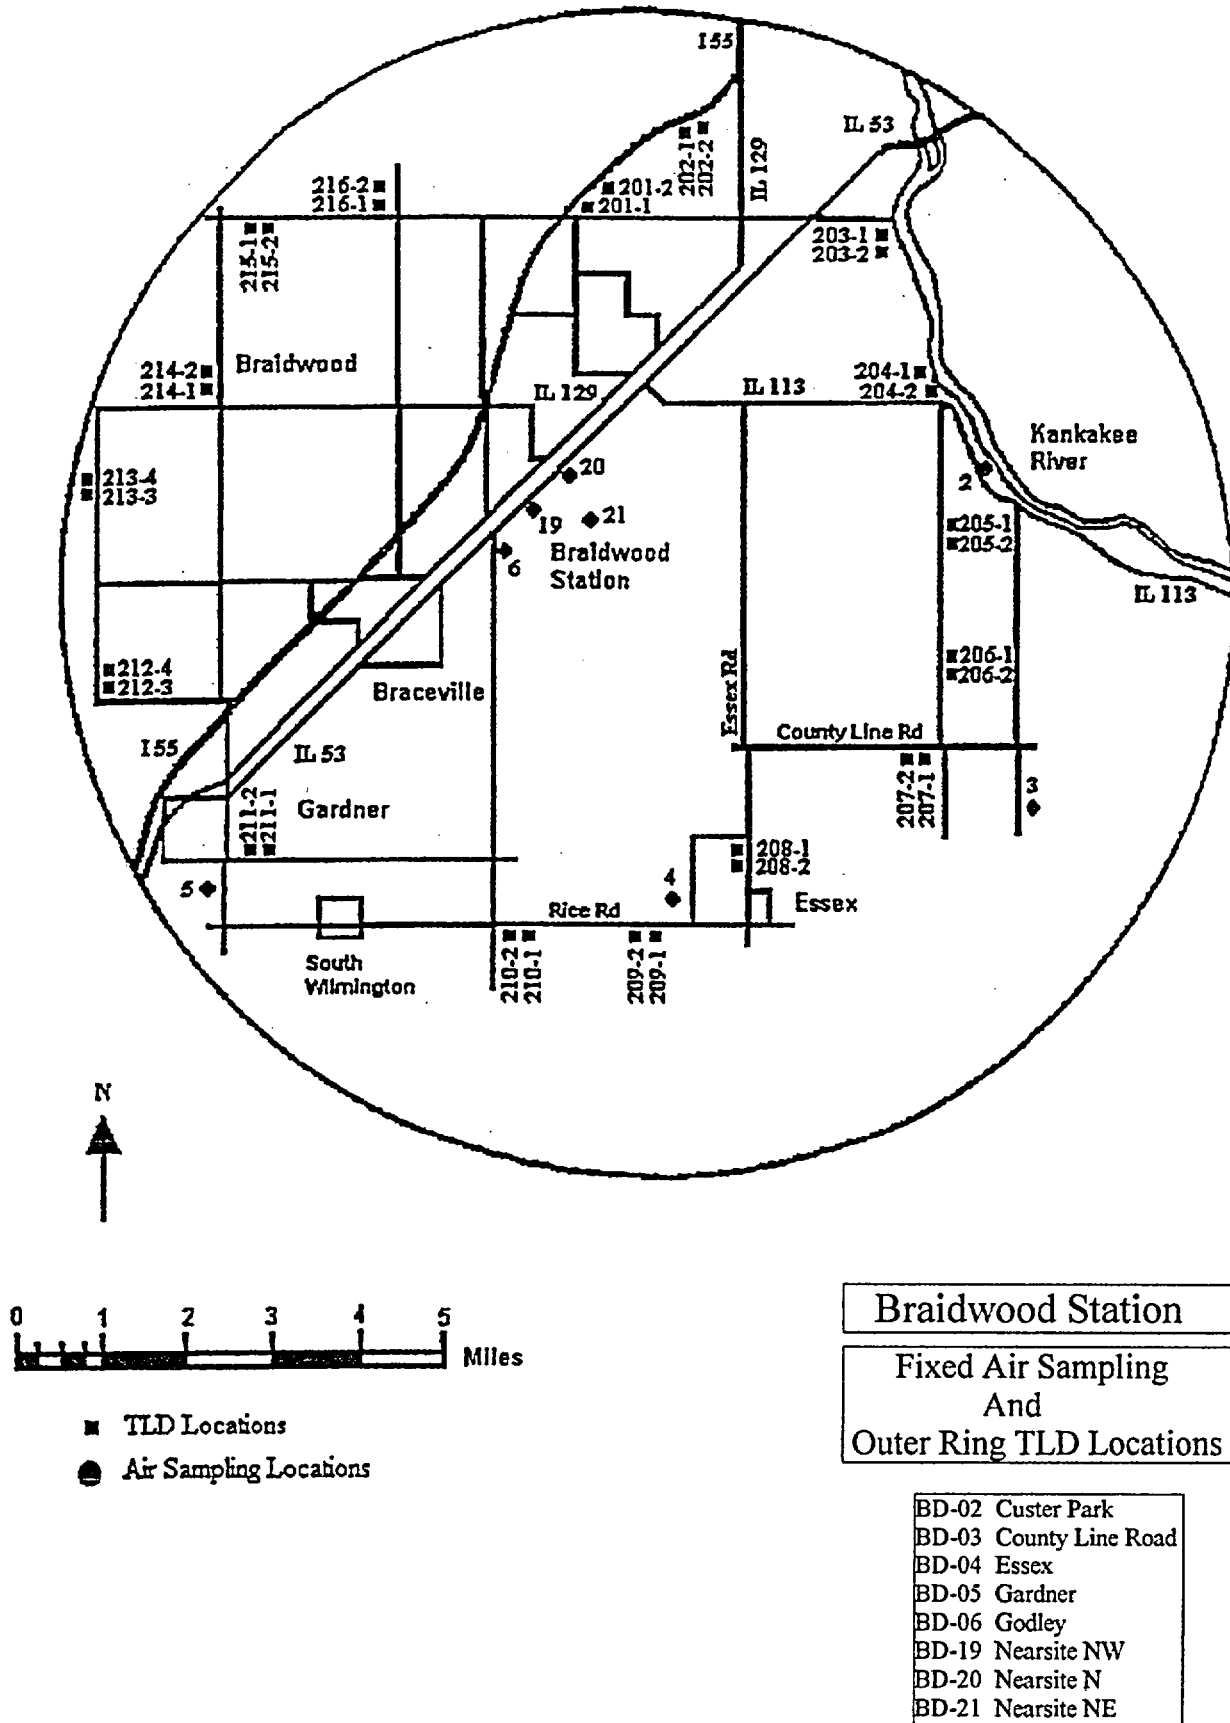 I55
IL 53
IL 129
202-1
202-2
216-2
216-1
201-2
201-1
215-1
215-2
203-1
203-2
214-2
214-1
Braidwood
IL 129
IL 113
204-1
204-2
Kankakee
River
213-4
213-3
20
2
19
21
205-1
205-2
6
Braidwood
Station
IL 113
212-4
212-3
Braceville
Essex Rd
206-1
206-2
I55
IL 53
County Line Rd
211-2
211-1
Gardner
207-2
207-1
3
208-1
208-2
5
4
Rice Rd
Essex
South
Wilmington
210-2
210-1
209-2
209-1
N
0 1 2 3 4 5
Miles
TLD Locations
Air Sampling Locations
Braidwood Station
Fixed Air Sampling
And
Outer Ring TLD Locations
BD-02 Custer Park
BD-03 County Line Road
BD-04 Essex
BD-05 Gardner
BD-06 Godley
BD-19 Nearsite NW
BD-20 Nearsite N
BD-21 Nearsite NE